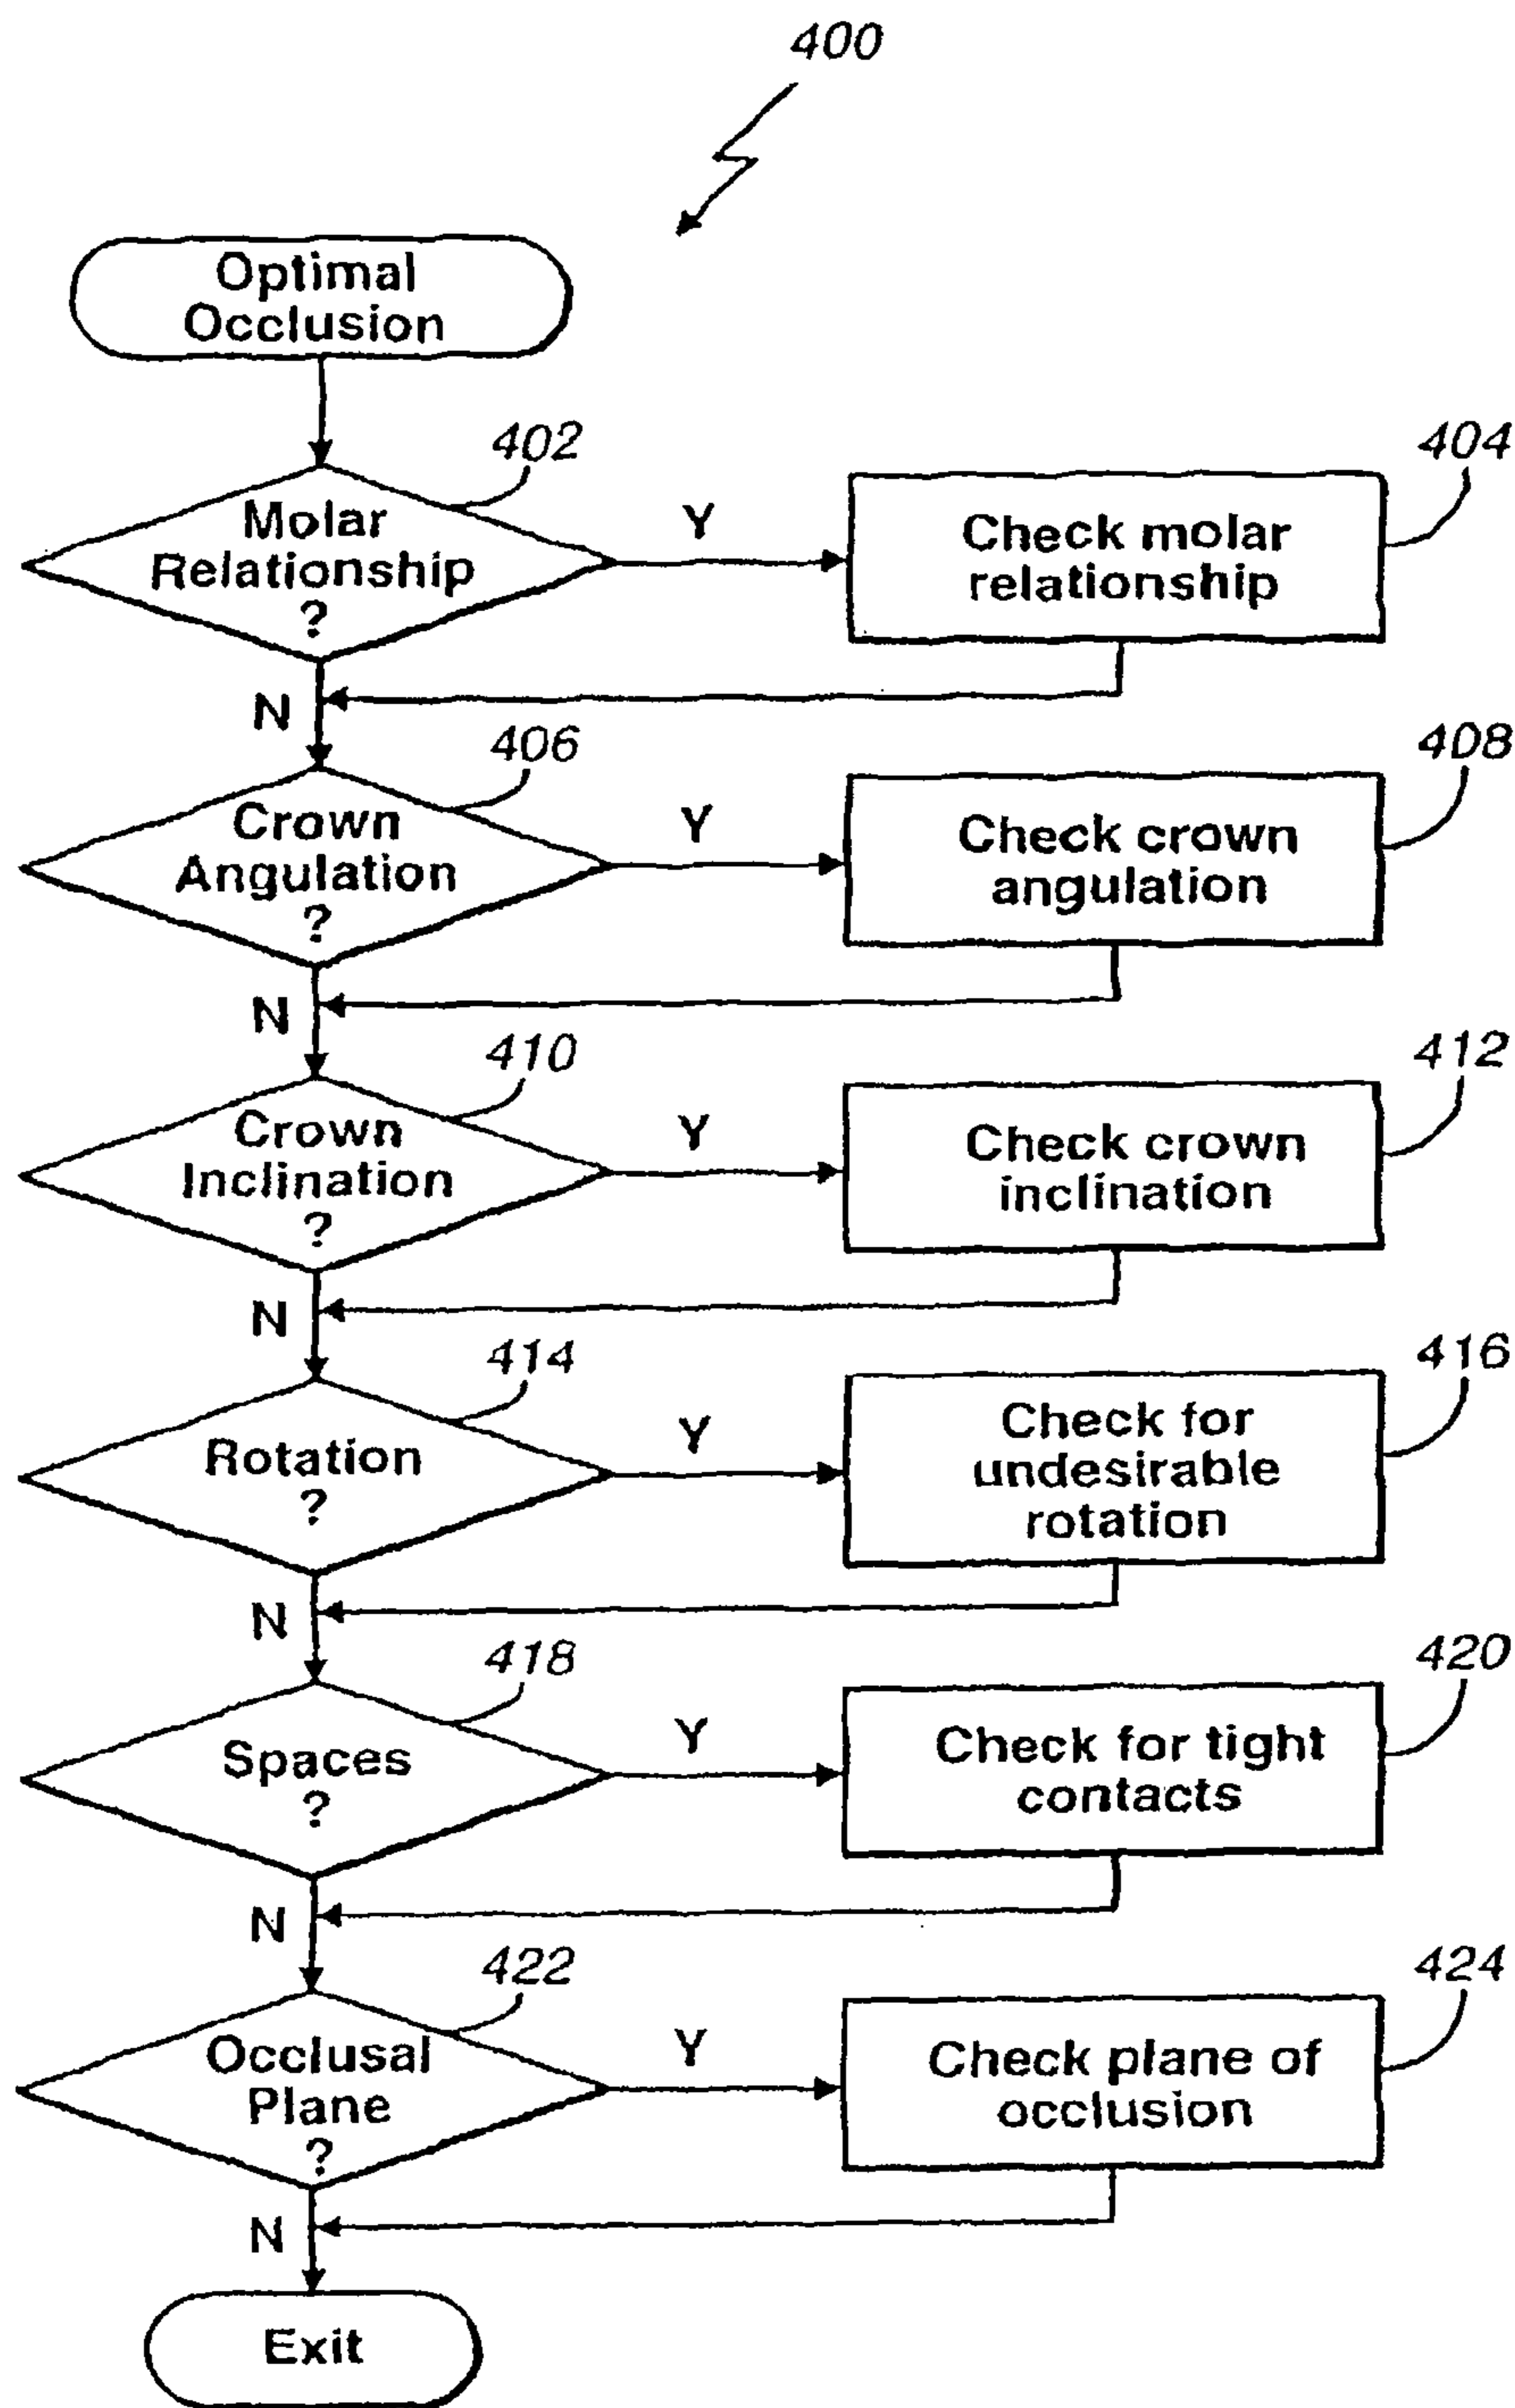 400
Optimal
Occlusion
402
Molar
Relationship
?
Y
404
Check molar
relationship
N
406
Crown
Angulation
?
Y
408
Check crown
angulation
N
410
Crown
Inclination
?
Y
412
Check crown
inclination
N
414
Rotation
?
Y
416
Check for
undesirable
rotation
N
418
Spaces
?
Y
420
Check for tight
contacts
N
422
Occlusal
Plane
?
Y
424
Check plane of
occlusion
N
Exit